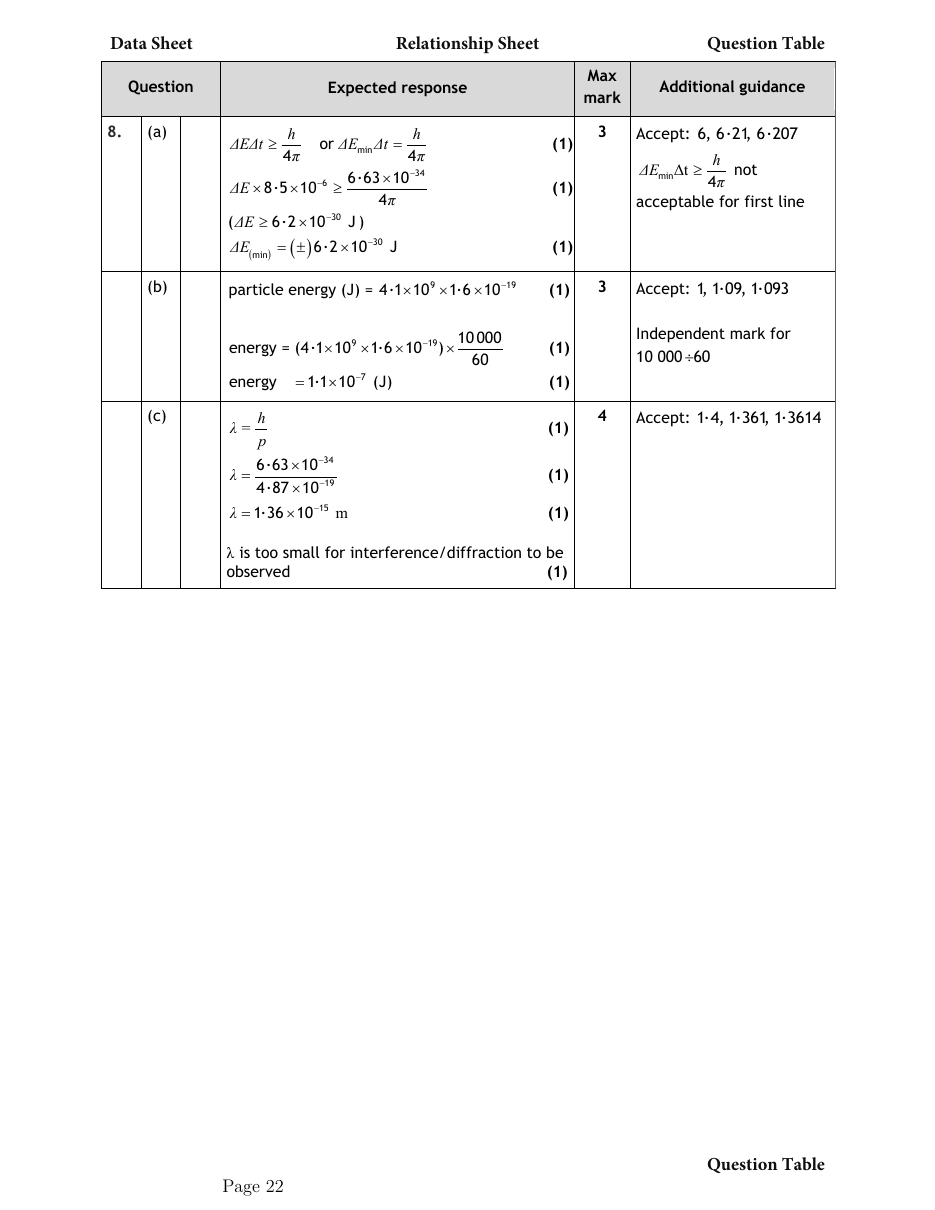 Data Sheet Relationship Sheet Question Table
Question Expected response Max mark Additional guidance
8. (a) ΔEΔt ≥ h/4π or ΔE_min Δt = h/4π (1) 3 Accept: 6, 6·21, 6·207
ΔE_min Δt ≥ h/4π not
ΔE × 8·5 × 10⁻⁶ ≥ 6·63 × 10⁻³⁴/4π (1) acceptable for first line
(ΔE ≥ 6·2 × 10⁻³⁰ J)
ΔE_(min) = (±)6·2 × 10⁻³⁰ J (1)
(b) particle energy (J) = 4·1×10⁹ ×1·6 ×10⁻¹⁹ (1) 3 Accept: 1, 1·09, 1·093
Independent mark for
energy = (4·1×10⁹ ×1·6 ×10⁻¹⁹) × 10 000/60 (1) 10 000 ÷60
energy = 1·1×10⁻⁷ (J) (1)
(c) λ = h/p (1) 4 Accept: 1·4, 1·361, 1·3614
λ = 6·63 × 10⁻³⁴/4·87 × 10⁻¹⁹ (1)
λ = 1·36 × 10⁻¹⁵ m (1)
λ is too small for interference/diffraction to be
observed (1)
Question Table
Page 22